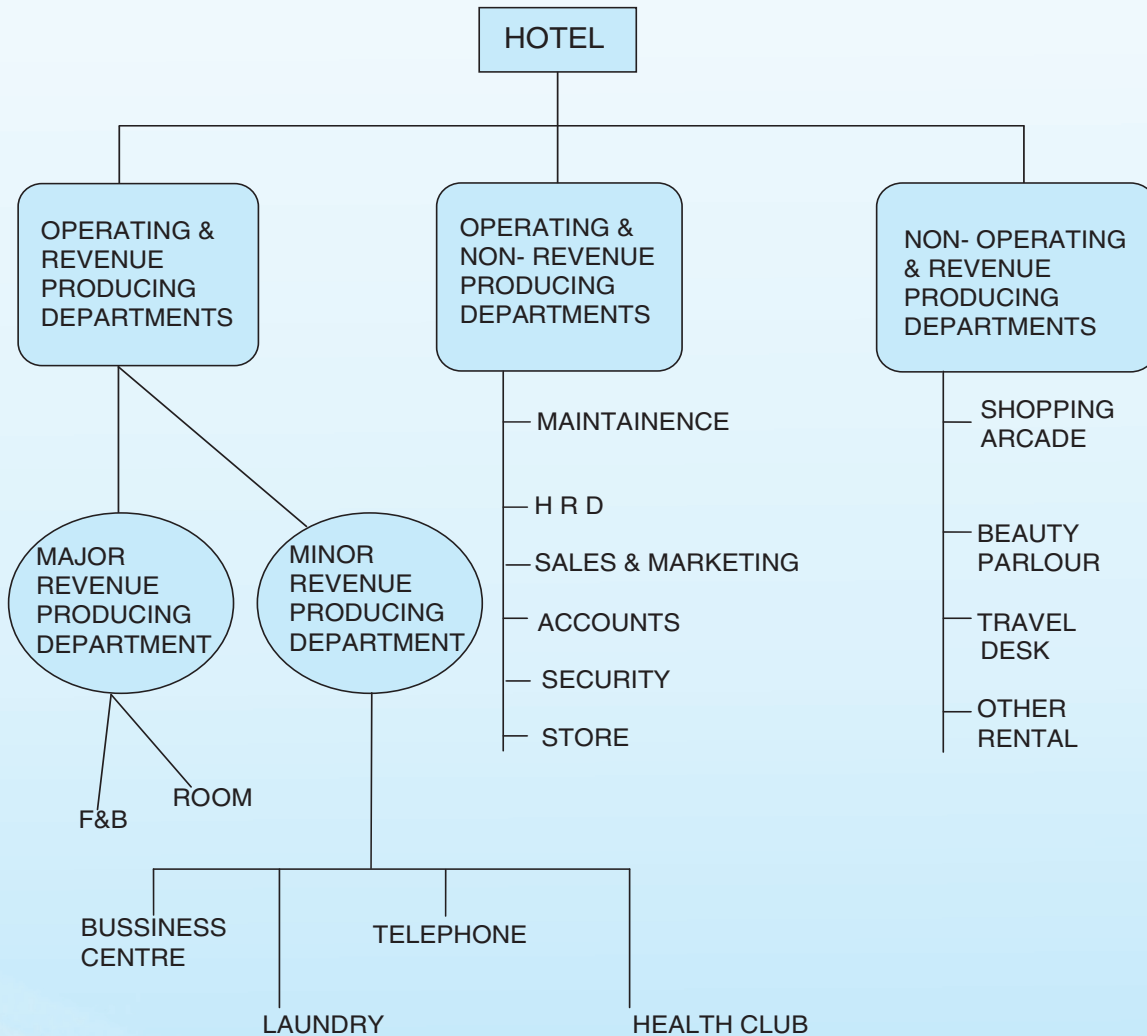 HOTEL
OPERATING &
REVENUE
PRODUCING
DEPARTMENTS
OPERATING &
NON- REVENUE
PRODUCING
DEPARTMENTS
NON- OPERATING
& REVENUE
PRODUCING
DEPARTMENTS
MAJOR
REVENUE
PRODUCING
DEPARTMENT
MINOR
REVENUE
PRODUCING
DEPARTMENT
F&B
ROOM
BUSSINESS
CENTRE
LAUNDRY
TELEPHONE
HEALTH CLUB
MAINTAINENCE
H R D
SALES & MARKETING
ACCOUNTS
SECURITY
STORE
SHOPPING
ARCADE
BEAUTY
PARLOUR
TRAVEL
DESK
OTHER
RENTAL